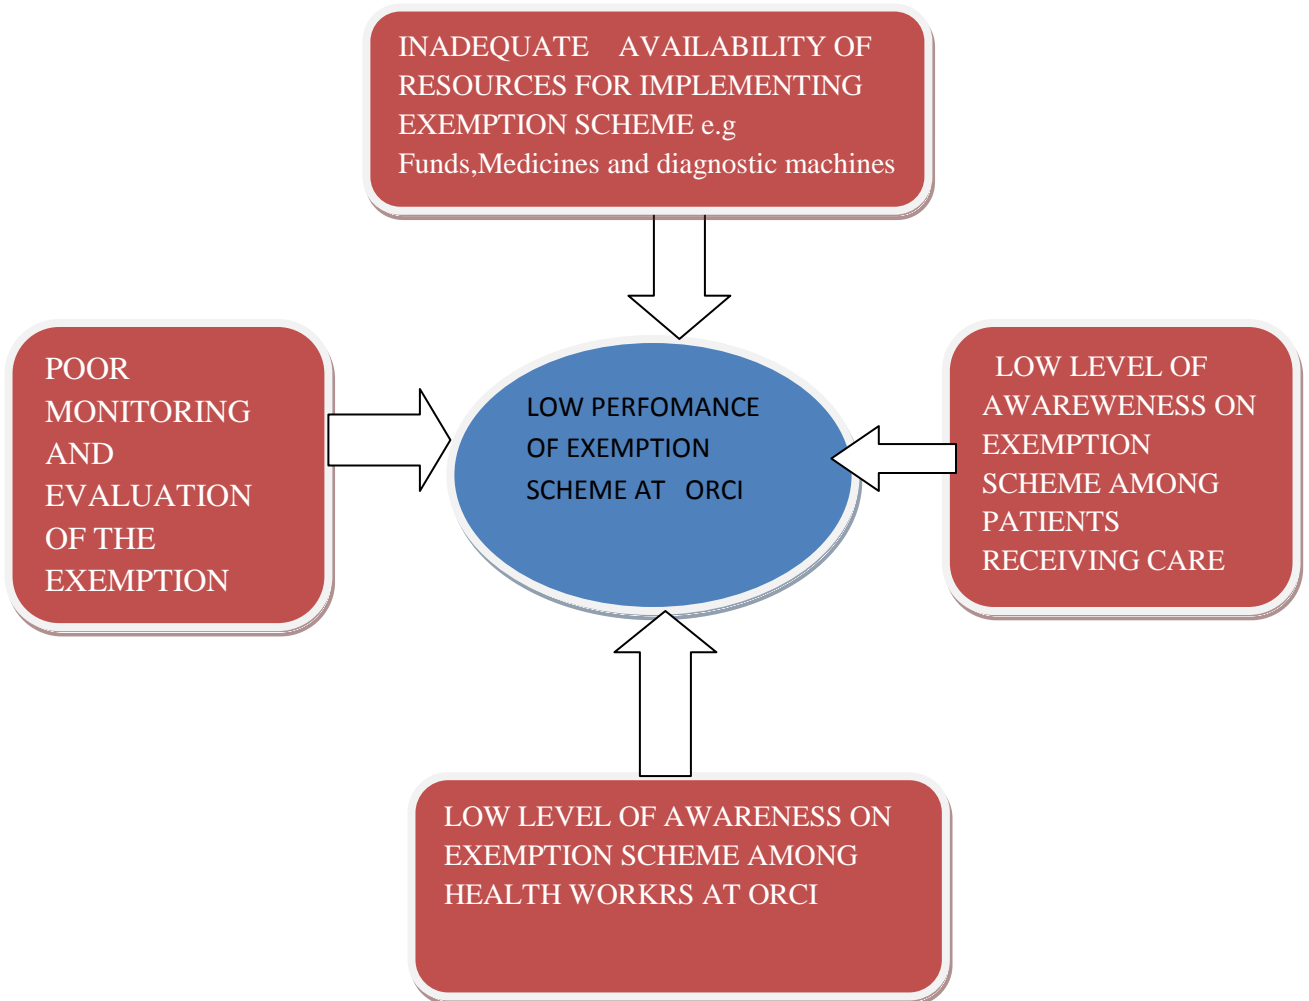 INADEQUATE AVAILABILITY OF
RESOURCES FOR IMPLEMENTING
EXEMPTION SCHEME e.g
Funds,Medicines and diagnostic machines
POOR
MONITORING
AND
EVALUATION
OF THE
EXEMPTION
LOW PERFOMANCE
OF EXEMPTION
SCHEME AT ORCI
LOW LEVEL OF
AWAREWENESS ON
EXEMPTION
SCHEME AMONG
PATIENTS
RECEIVING CARE
LOW LEVEL OF AWARENESS ON
EXEMPTION SCHEME AMONG
HEALTH WORKRS AT ORCI